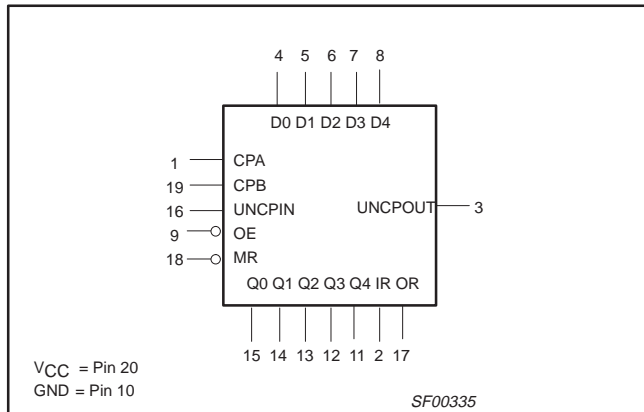 4 5 6 7 8
D0 D1 D2 D3 D4
1 CPA
19 CPB
16 UNCPIN UNCPOUT 3
9 OE
18 MR
Q0 Q1 Q2 Q3 Q4 IR OR
15 14 13 12 11 2 17
VCC = Pin 20
GND = Pin 10
SF00335